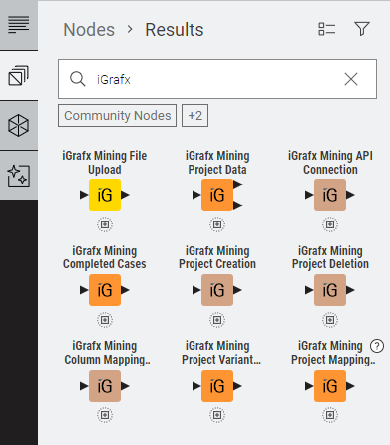 Nodes > Results
iGrafx
Community Nodes +2
iGrafx Mining File
Upload
iG
iGrafx Mining
Project Data
iG
iGrafx Mining API
Connection
iG
iGrafx Mining
Completed Cases
iG
iGrafx Mining
Project Creation
iG
iGrafx Mining
Project Deletion
iG
iGrafx Mining
Column Mapping..
iG
iGrafx Mining
Project Variant...
iG
iGrafx Mining
Project Mapping..
?
iG